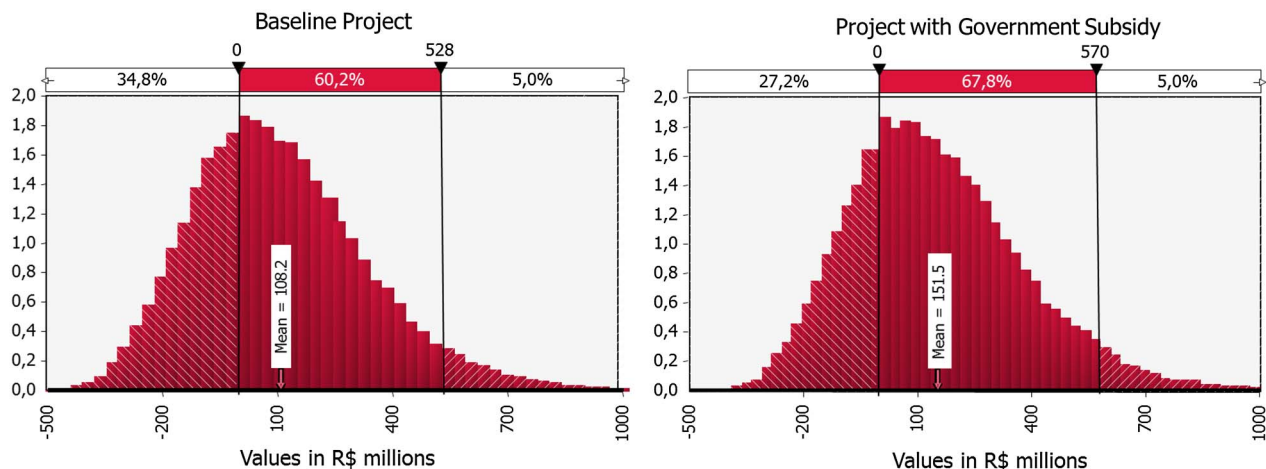 Baseline Project
0 528
34,8% 60,2% 5,0%
2,0
1,8
1,6
1,4
1,2
1,0
0,8
0,6
0,4
0,2
0,0
Mean = 108.2
-500 -200 100 400 700 1000
Values in R$ millions
Project with Government Subsidy
0 570
27,2% 67,8% 5,0%
2,0
1,8
1,6
1,4
1,2
1,0
0,8
0,6
0,4
0,2
0,0
Mean = 151.5
-500 -200 100 400 700 1000
Values in R$ millions